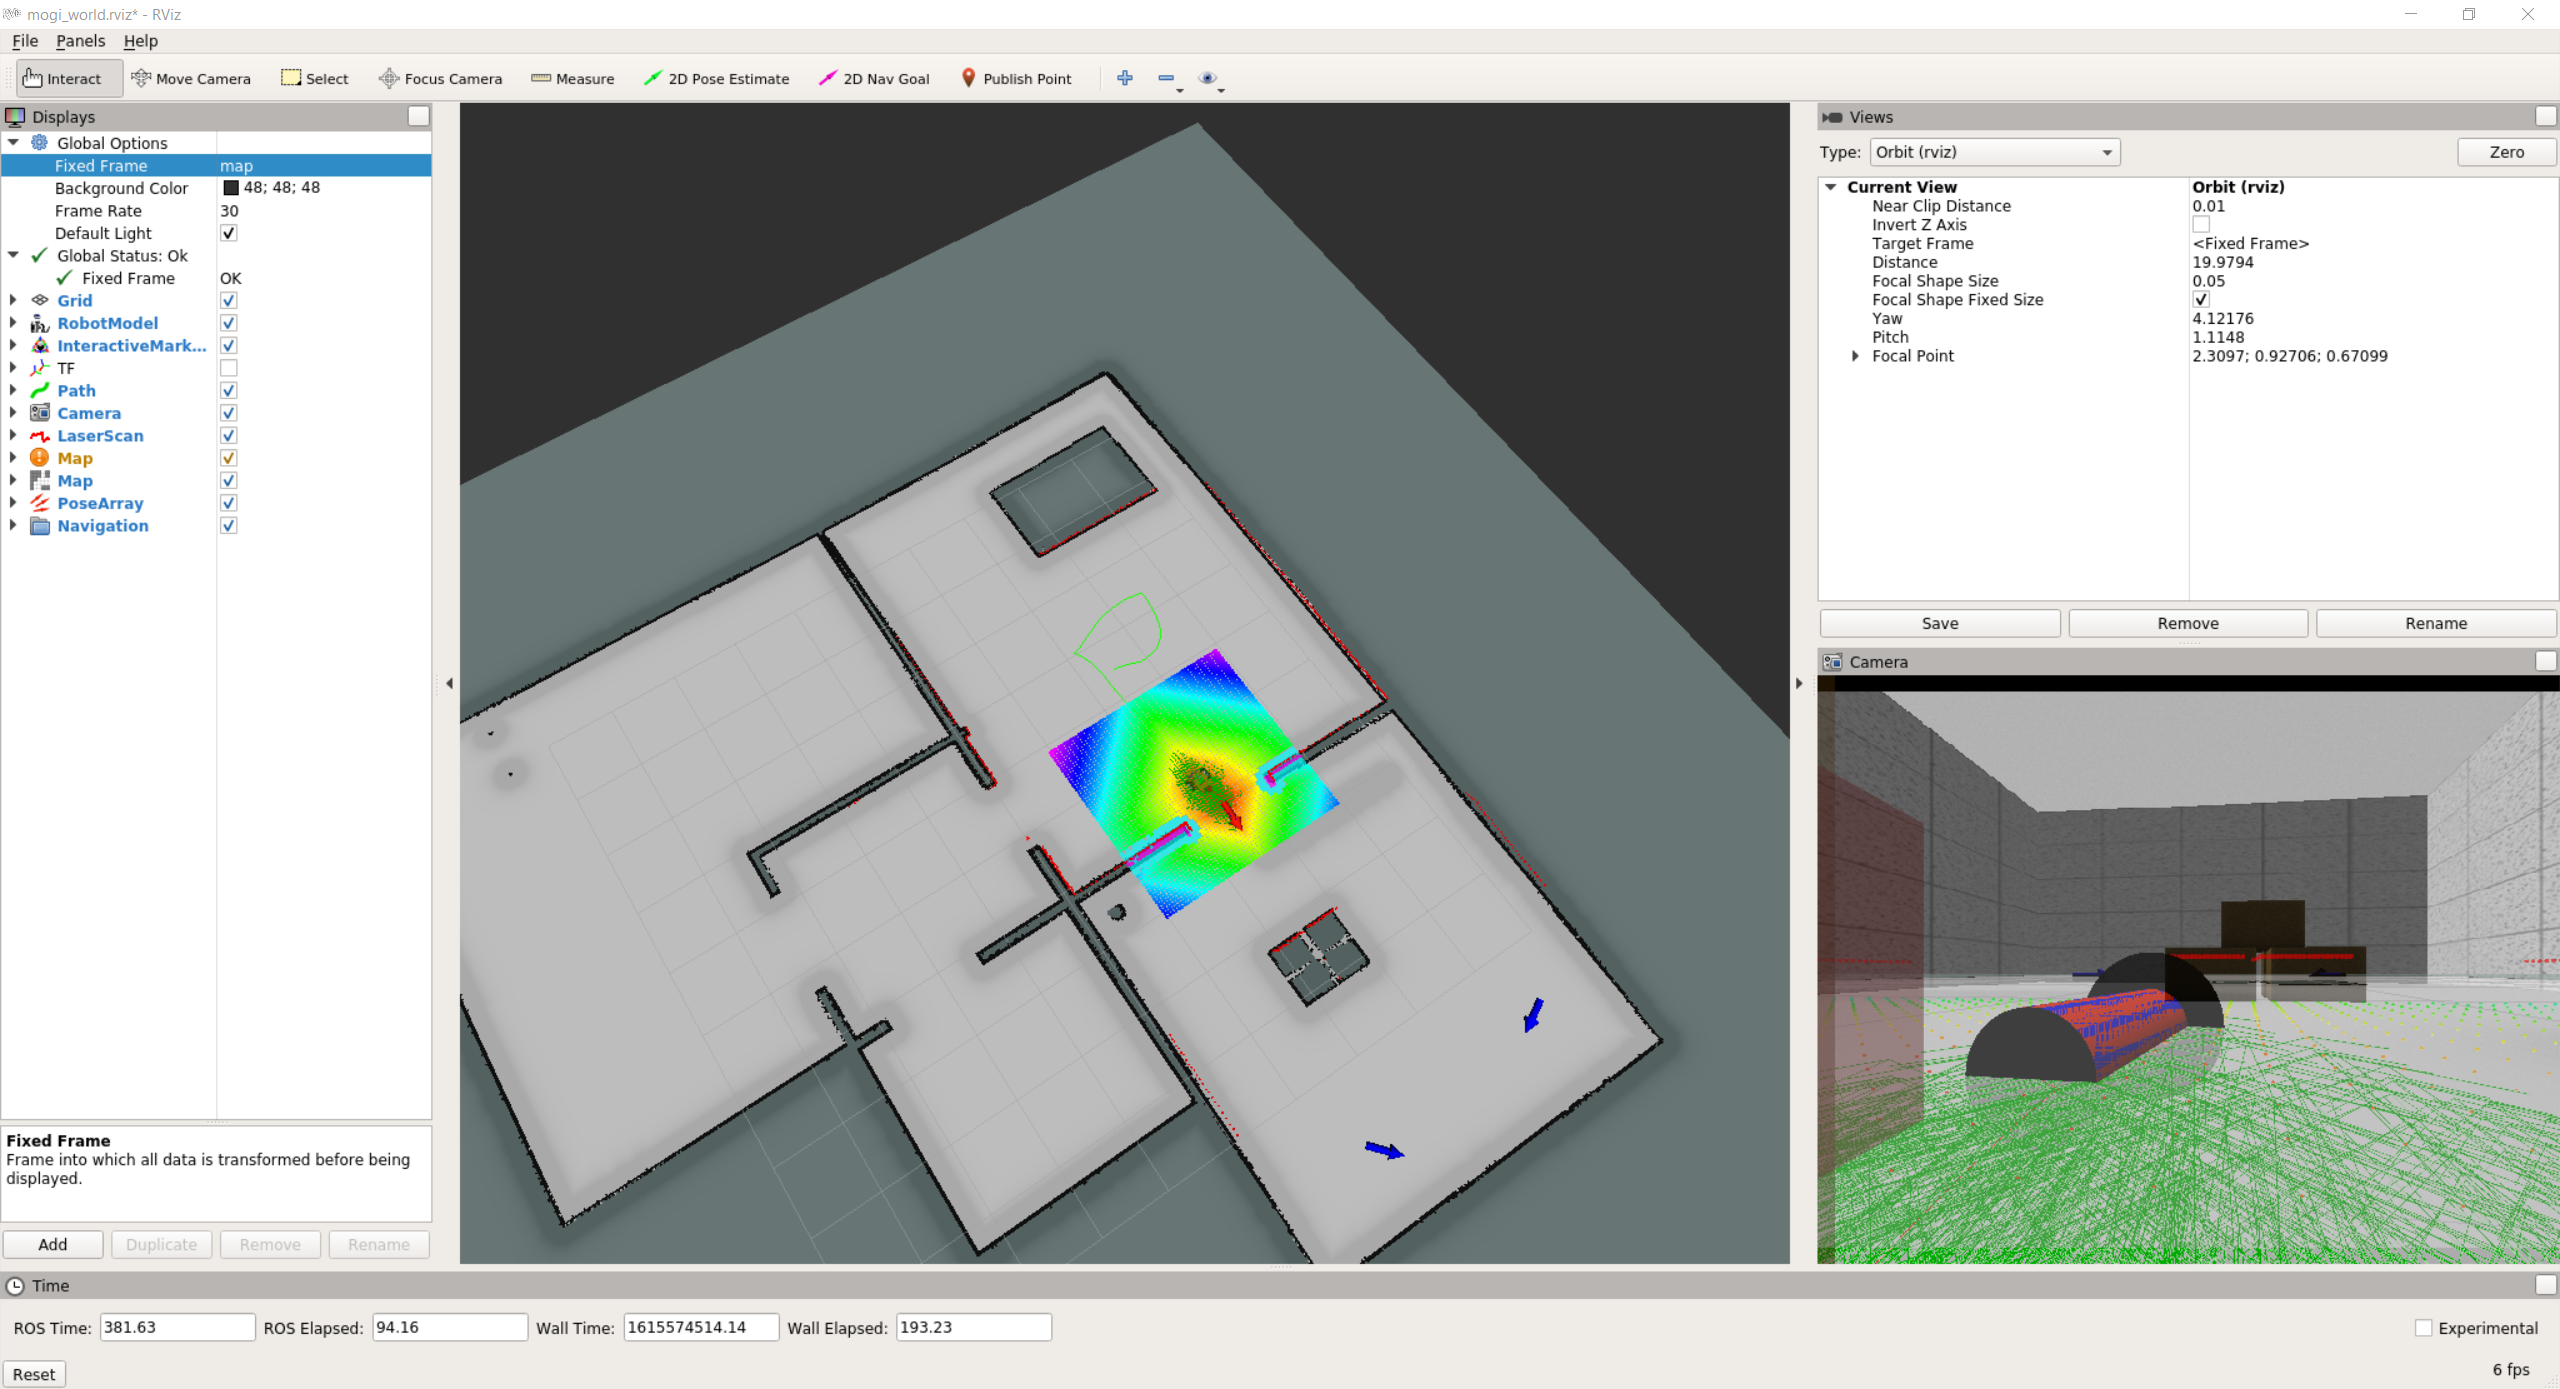 mogi_world.rviz* - RViz
File Panels Help
Interact Move Camera Select Focus Camera Measure 2D Pose Estimate 2D Nav Goal Publish Point
Displays
Global Options
Fixed Frame map
Background Color 48; 48; 48
Frame Rate 30
Default Light
Global Status: Ok
Fixed Frame OK
Grid
RobotModel
InteractiveMark...
TF
Path
Camera
LaserScan
Map
Map
PoseArray
Navigation
Fixed Frame
Frame into which all data is transformed before being
displayed.
Add Duplicate Remove Rename
Views
Type: Orbit (rviz) Zero
Current View Orbit (rviz)
Near Clip Distance 0.01
Invert Z Axis
Target Frame <Fixed Frame>
Distance 19.9794
Focal Shape Size 0.05
Focal Shape Fixed Size
Yaw 4.12176
Pitch 1.1148
Focal Point 2.3097; 0.92706; 0.67099
Save Remove Rename
Camera
Time
ROS Time: 381.63 ROS Elapsed: 94.16 Wall Time: 1615574514.14 Wall Elapsed: 193.23 Experimental
Reset 6 fps